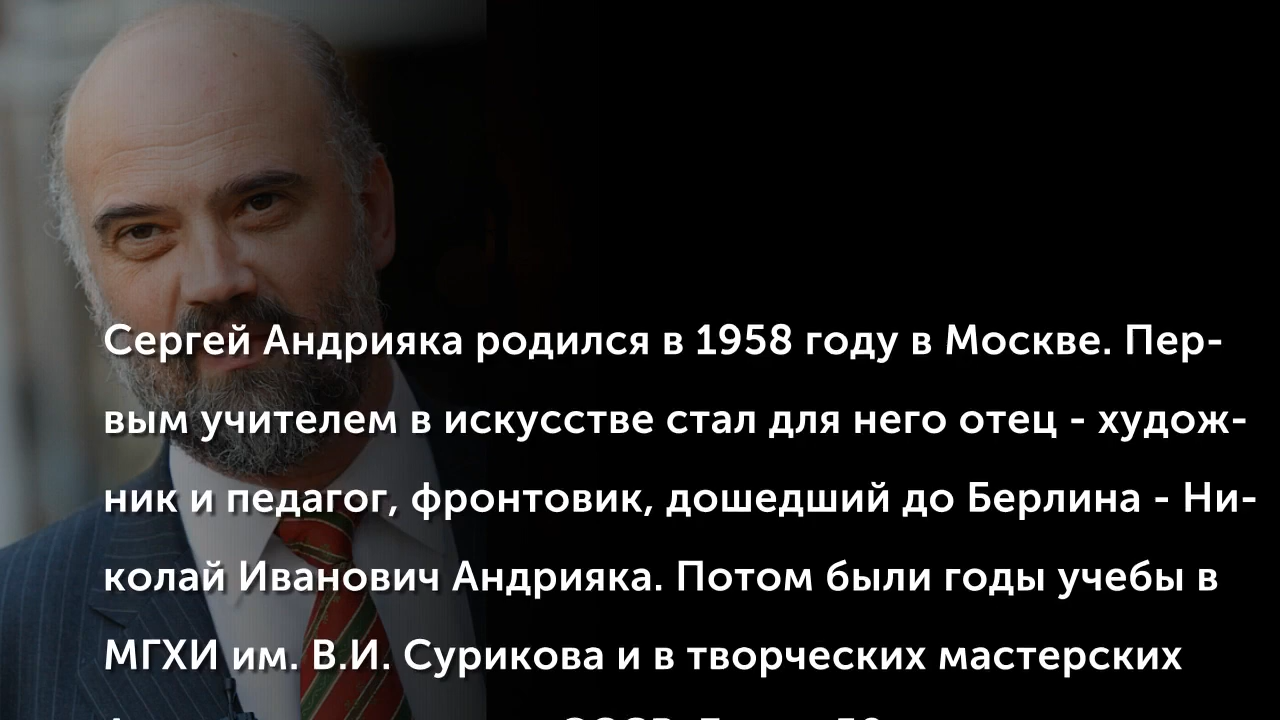 Сергей Андрияка родился в 1958 году в Москве. Пер-
вым учителем в искусстве стал для него отец - худож-
ник и педагог, фронтовик, дошедший до Берлина - Ни-
колай Иванович Андрияка. Потом были годы учебы в
МГХИ им. В.И. Сурикова и в творческих мастерских